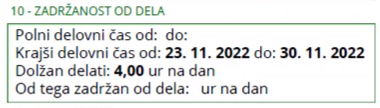 10 - ZADRŽANOST OD DELA
Polni delovni čas od: do:
Krajši delovni čas od: 23. 11. 2022 do: 30. 11. 2022
Dolžan delati: 4,00 ur na dan
Od tega zadržan od dela: ur na dan